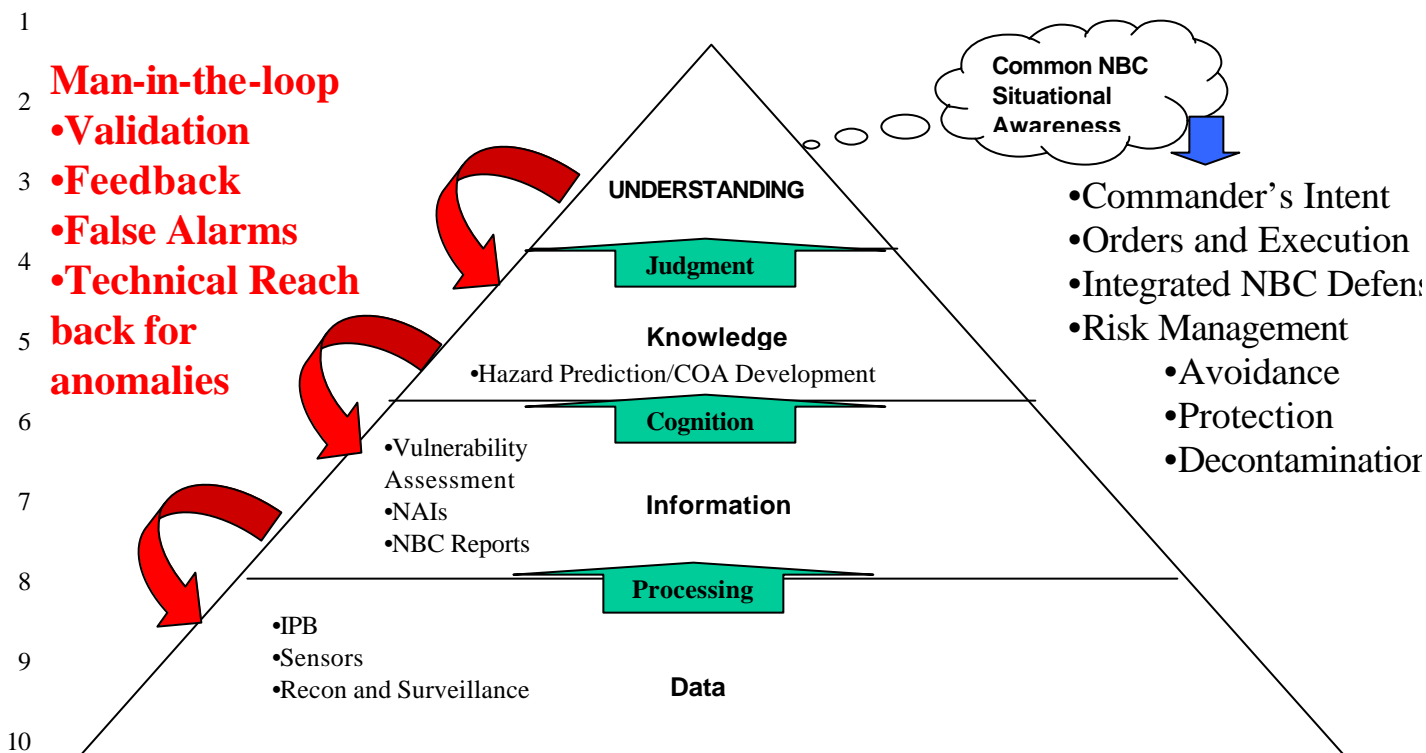 1
2
3
4
5
6
7
8
9
10
Man-in-the-loop
•Validation
•Feedback
•False Alarms
•Technical Reach
back for
anomalies
Common NBC
Situational
Awareness
UNDERSTANDING
Judgment
Knowledge
•Hazard Prediction/COA Development
Cognition
•Vulnerability
Assessment
•NAIs
•NBC Reports
Information
Processing
•IPB
•Sensors
•Recon and Surveillance
Data
•Commander’s Intent
•Orders and Execution
•Integrated NBC Defens
•Risk Management
•Avoidance
•Protection
•Decontamination